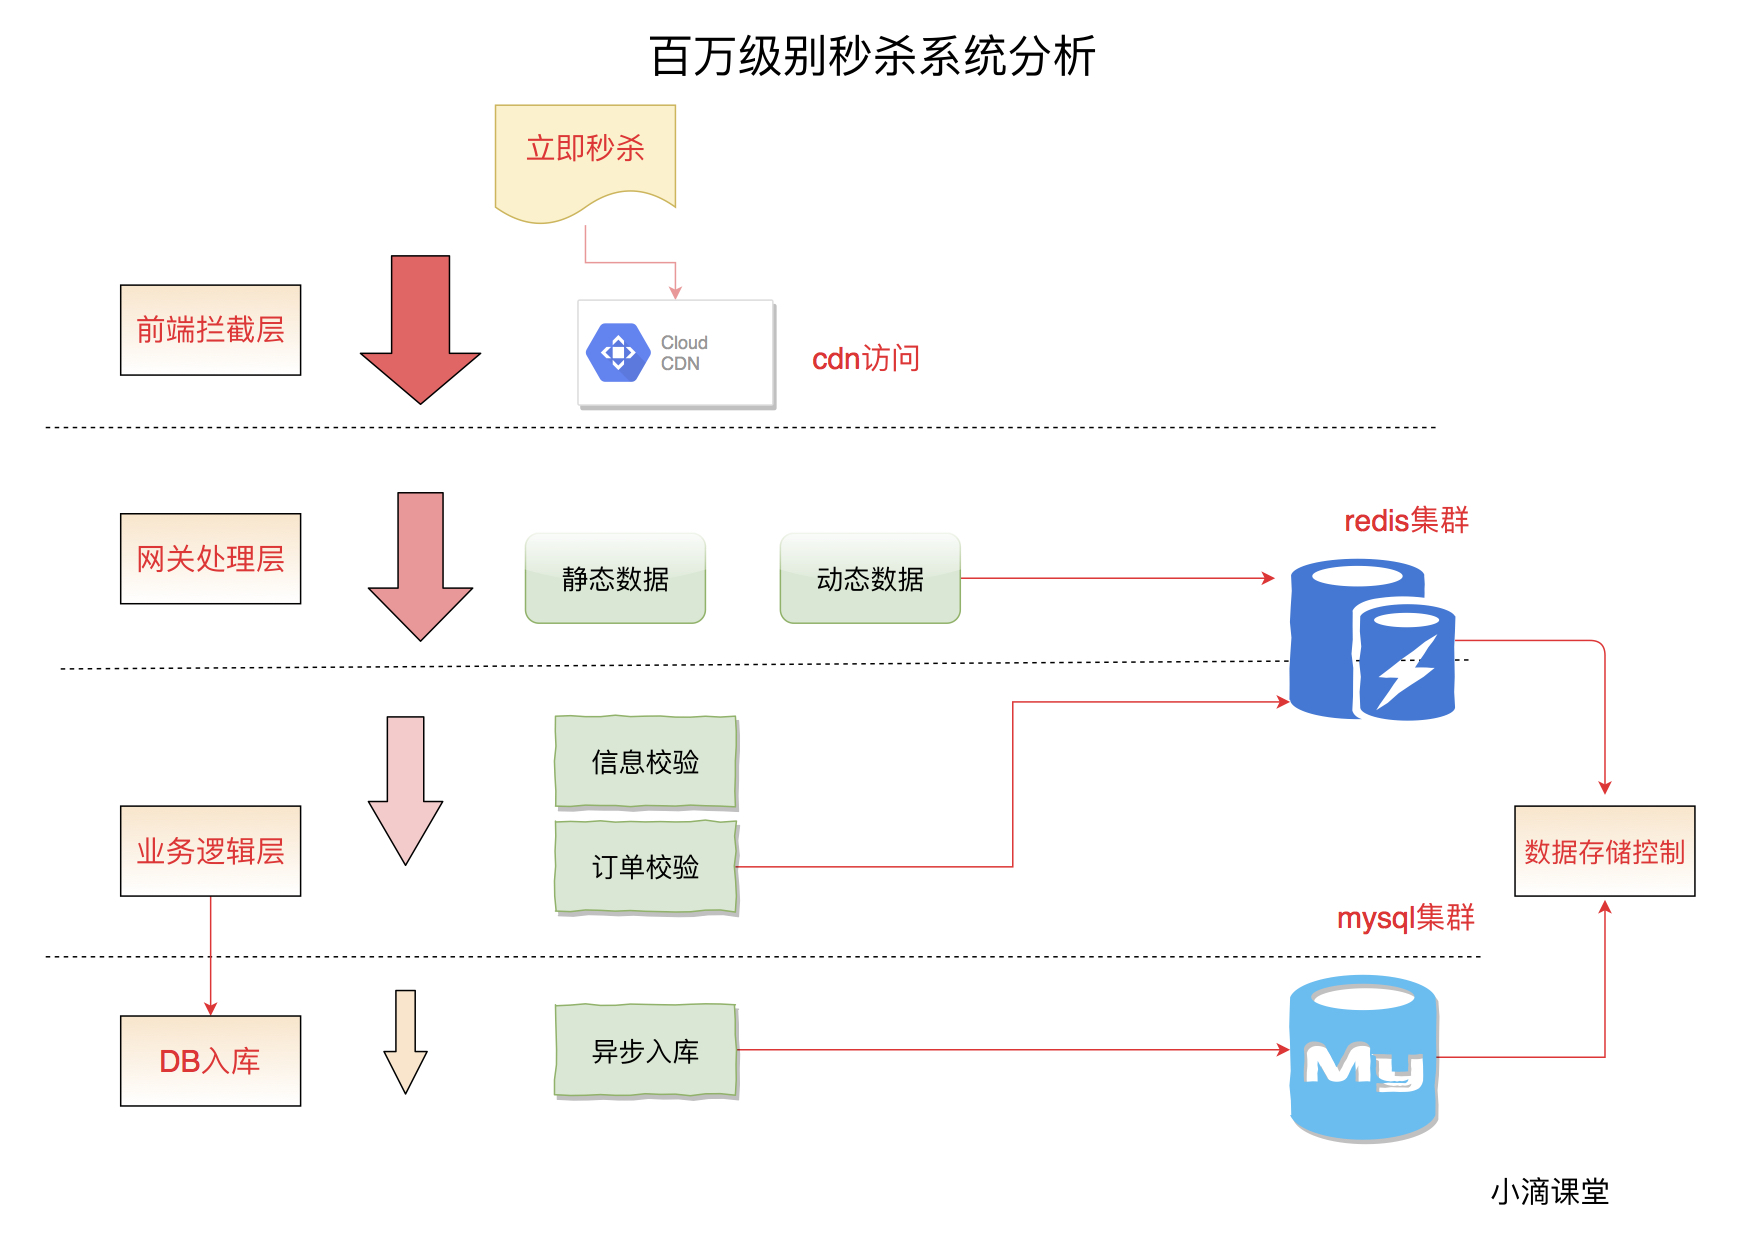 百万级别秒杀系统分析
立即秒杀
前端拦截层
Cloud
CDN
cdn访问
网关处理层
静态数据
动态数据
redis集群
信息校验
业务逻辑层
订单校验
数据存储控制
mysql集群
DB入库
异步入库
My
小滴课堂